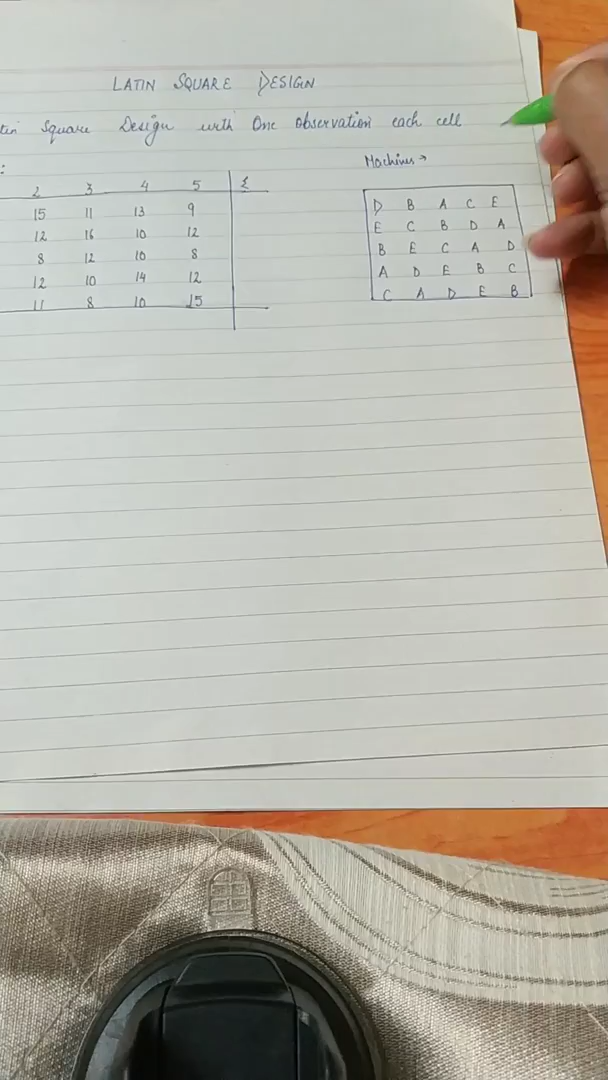 LATIN SQUARE DESIGN
Square Design with One observation each cell
Machines →
:
2 3 4 5 Σ
15 11 13 9
12 16 10 12
8 12 10 8
12 10 14 12
11 8 10 15
D B A C E
E C B D A
B E C A D
A D E B C
C A D E B